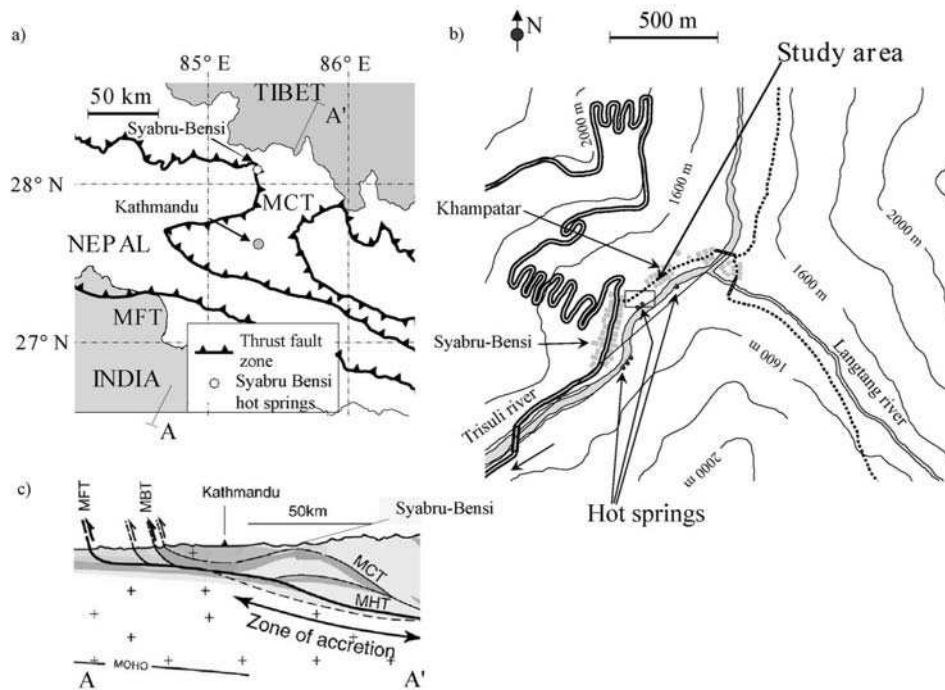 a)
85° E
86° E
50 km
TIBET
A'
Syabru-Bensi
28° N
MCT
Kathmandu
NEPAL
MFT
27° N
INDIA
A
Thrust fault
zone
Syabru Bensi
hot springs
b)
N
500 m
Study area
2000 m
1600 m
Khampatar
2000 m
1600 m
Syabru-Bensi
1600 m
Langtang river
Trisuli river
2000 m
Hot springs
c)
MFT
MBT
Kathmandu
50km
Syabru-Bensi
MCT
MHT
Zone of accretion
MOHO
A
A'